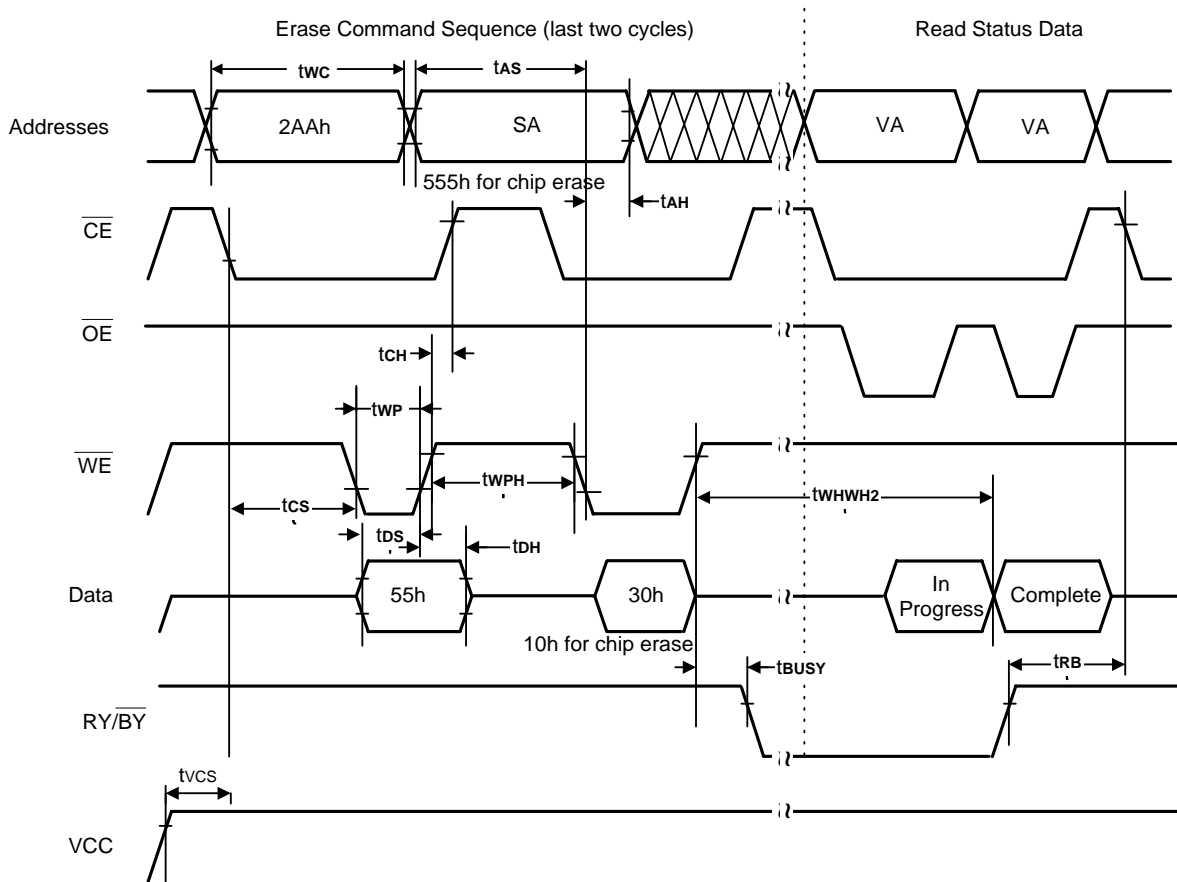 Erase Command Sequence (last two cycles)
Read Status Data
tWC
tAS
Addresses
2AAh
SA
VA
VA
555h for chip erase
tAH
CE
OE
tCH
tWP
WE
tWPH
tWHWH2
tCS
tDS
tDH
Data
55h
30h
In
Progress
Complete
10h for chip erase
tBUSY
tRB
RY/BY
tVCS
VCC